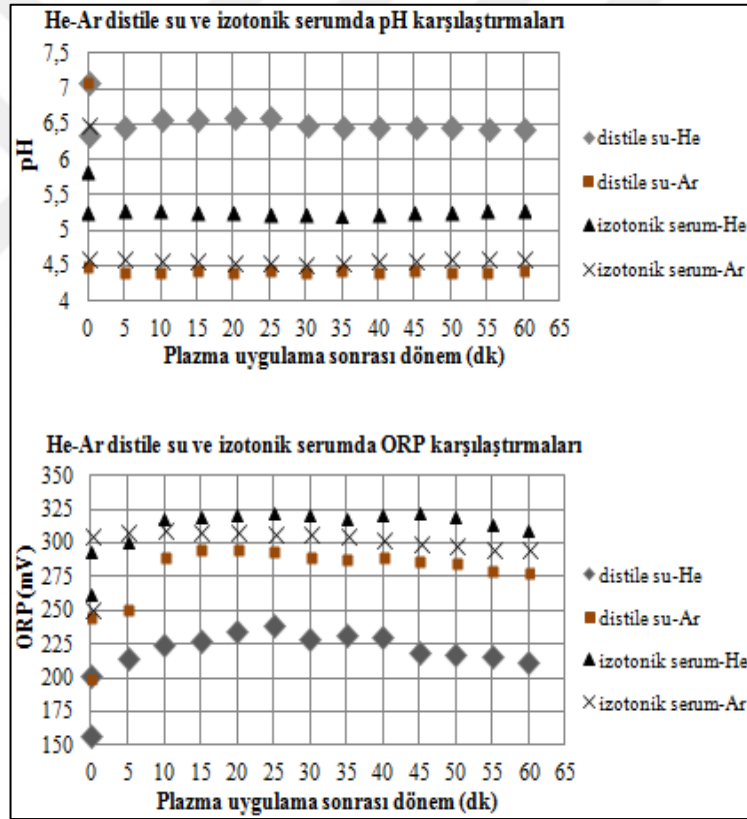 He-Ar distile su ve izotonik serumda pH karşılaştırmaları
7,5
7
6,5
6
5,5
5
4,5
4
pH
0 5 10 15 20 25 30 35 40 45 50 55 60 65
Plazma uygulama sonrası dönem (dk)
distile su-He
distile su-Ar
izotonik serum-He
izotonik serum-Ar
He-Ar distile su ve izotonik serumda ORP karşılaştırmaları
350
325
300
275
250
225
200
175
150
ORP (mV)
0 5 10 15 20 25 30 35 40 45 50 55 60 65
Plazma uygulama sonrası dönem (dk)
distile su-He
distile su-Ar
izotonik serum-He
izotonik serum-Ar